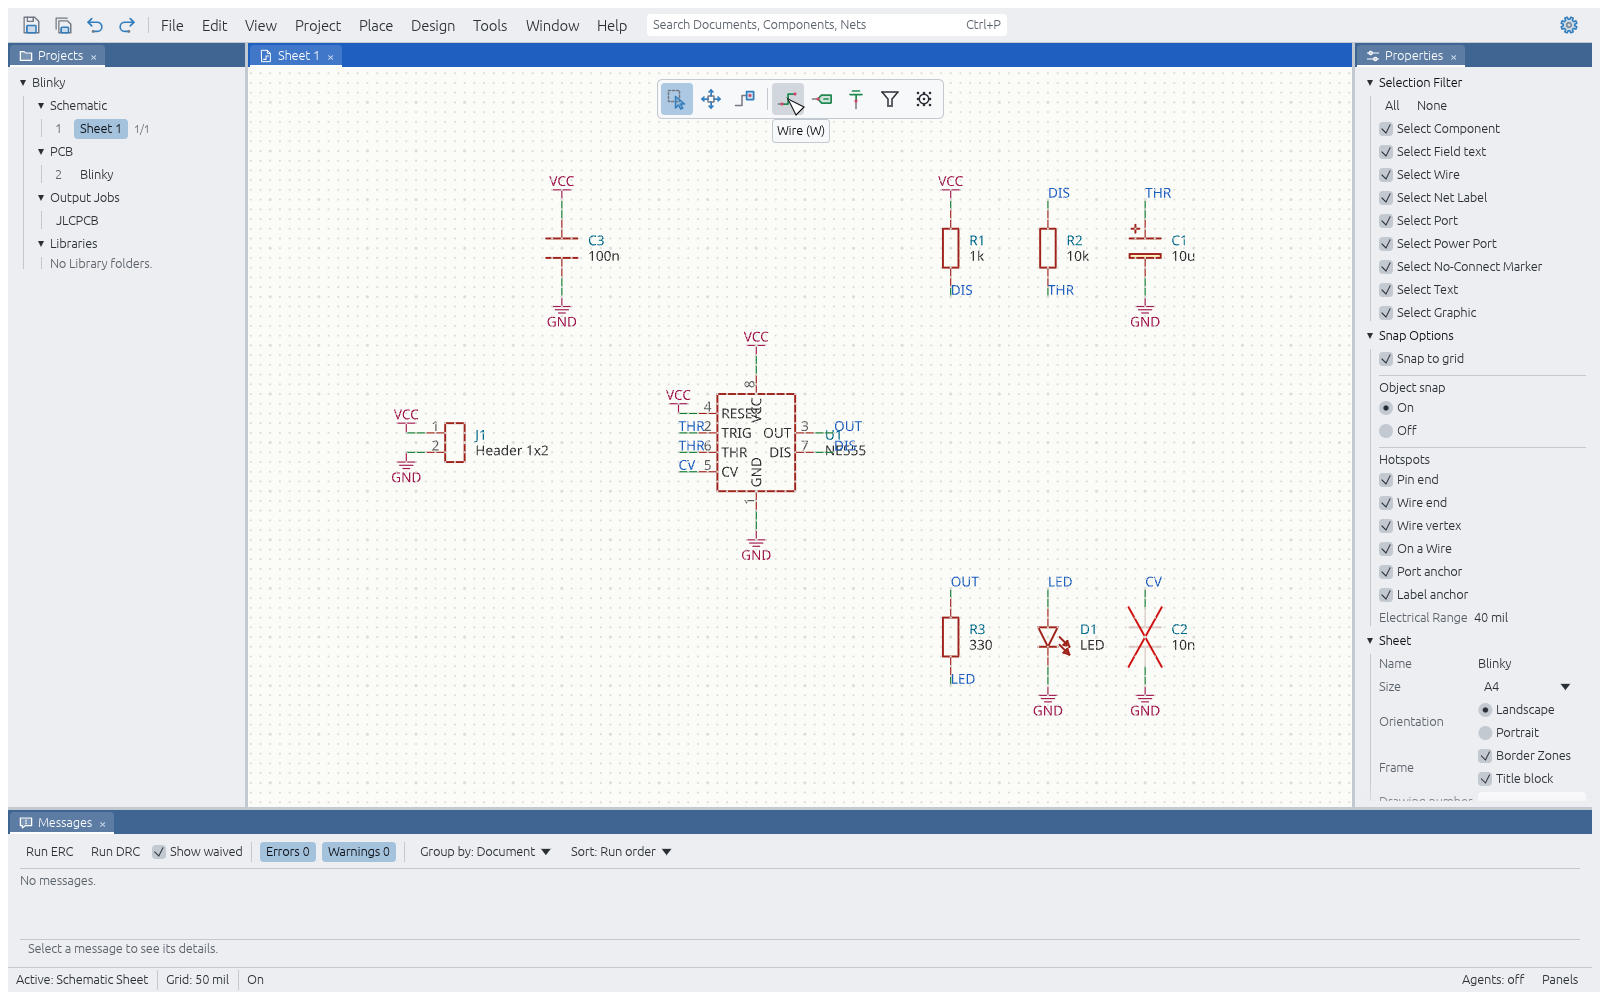 File Edit View Project Place Design Tools Window Help Search Documents, Components, Nets Ctrl+P
Projects ×
Sheet 1 ×
Properties ×
Blinky
Schematic
1 Sheet 1 1/1
PCB
2 Blinky
Output Jobs
JLCPCB
Libraries
No Library folders.
Wire (W)
VCC
C3
100n
GND
VCC
R1
1k
DIS
DIS
R2
10k
THR
THR
C1
10u
GND
VCC
8
VCC
VCC
4 RESET
THR 2 TRIG
THR 6 THR
CV 5 CV
OUT 3 OUT
DIS 7 DIS
U1
NE555
GND
1
GND
VCC
1
2
J1
Header 1x2
GND
OUT
R3
330
LED
LED
D1
LED
GND
CV
C2
10n
GND
Selection Filter
All None
Select Component
Select Field text
Select Wire
Select Net Label
Select Port
Select Power Port
Select No-Connect Marker
Select Text
Select Graphic
Snap Options
Snap to grid
Object snap
On
Off
Hotspots
Pin end
Wire end
Wire vertex
On a Wire
Port anchor
Label anchor
Electrical Range 40 mil
Sheet
Name Blinky
Size A4
Orientation
Landscape
Portrait
Frame
Border Zones
Title block
Drawing number
Messages ×
Run ERC Run DRC Show waived Errors 0 Warnings 0 Group by: Document Sort: Run order
No messages.
Select a message to see its details.
Active: Schematic Sheet Grid: 50 mil On Agents: off Panels